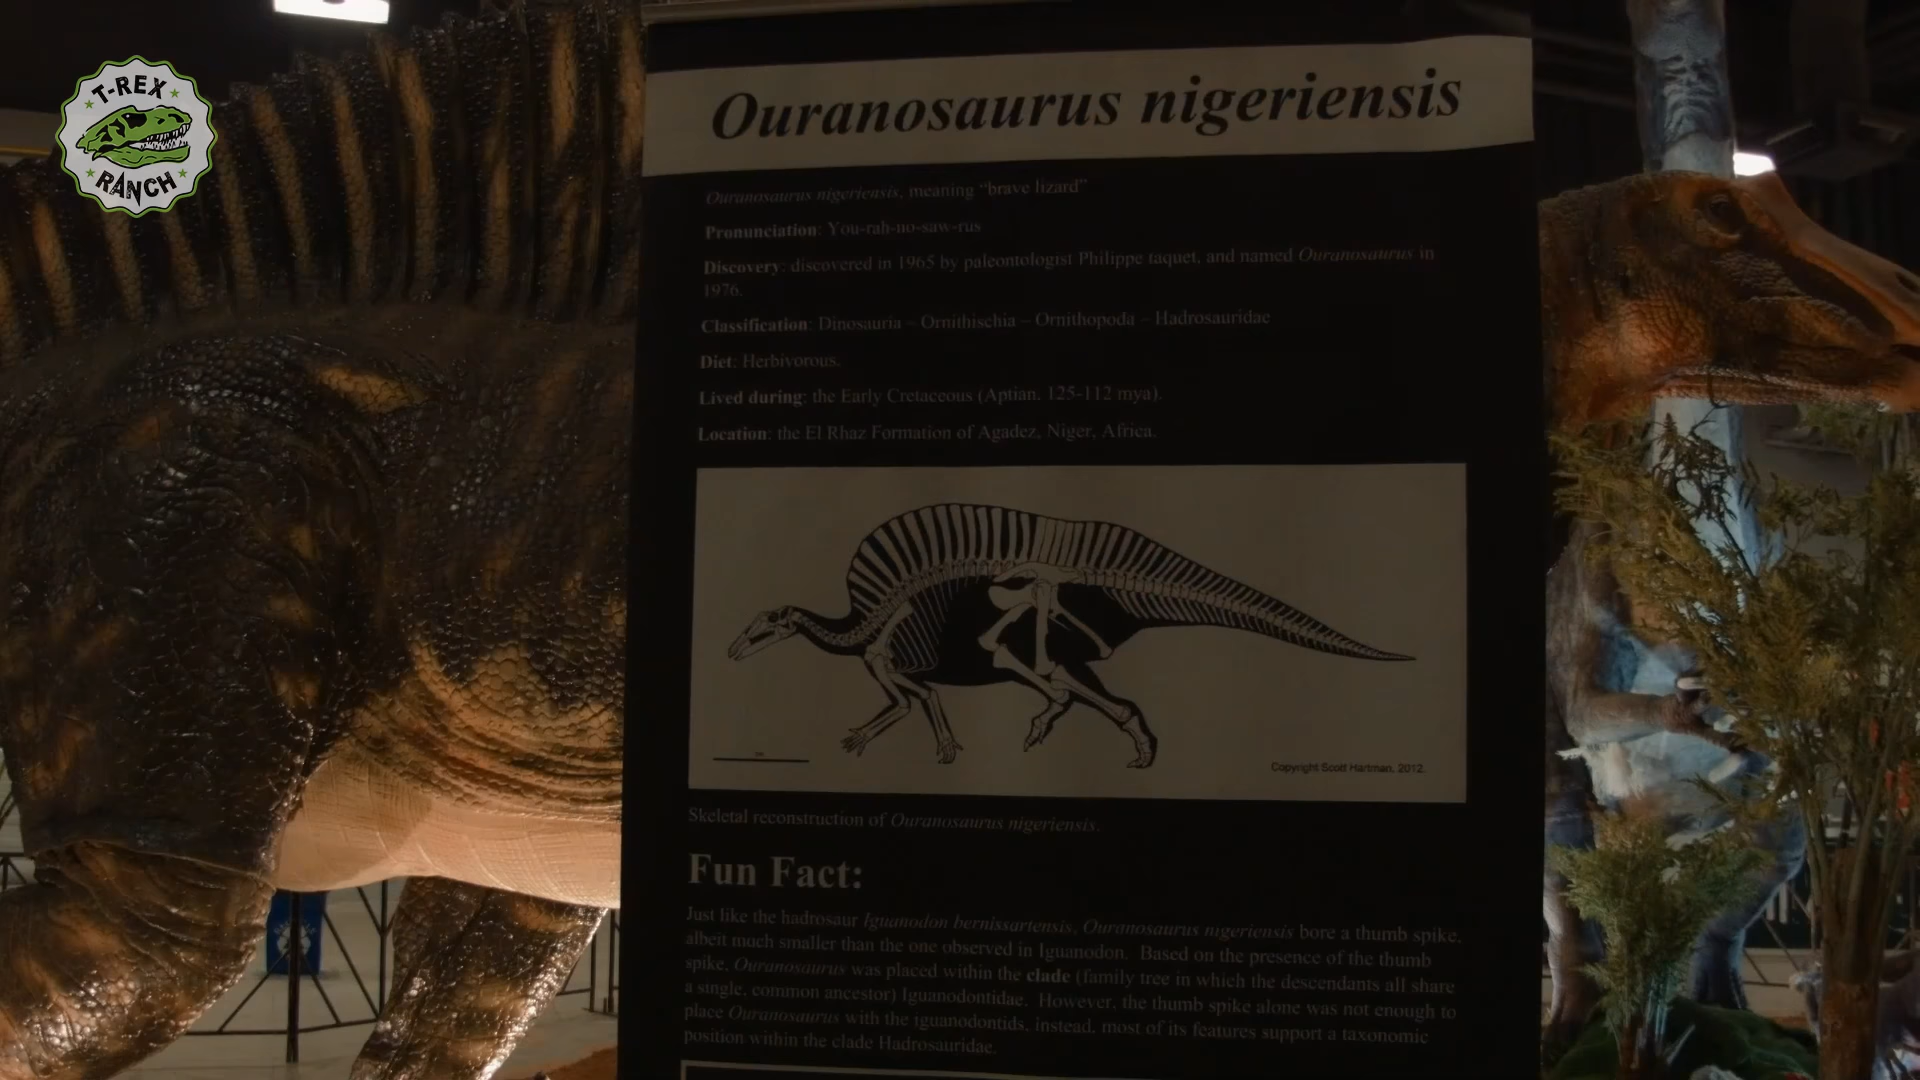 T-REX
RANCH
Ouranosaurus nigeriensis
Ouranosaurus nigeriensis, meaning “brave lizard”
Pronunciation: You-rah-no-saw-rus
Discovery: discovered in 1965 by paleontologist Philippe taquet, and named Ouranosaurus in
1976.
Classification: Dinosauria – Ornithischia – Ornithopoda – Hadrosauridae
Diet: Herbivorous.
Lived during: the Early Cretaceous (Aptian, 125-112 mya).
Location: the El Rhaz Formation of Agadez, Niger, Africa.
Copyright Scott Hartman, 2012.
Skeletal reconstruction of Ouranosaurus nigeriensis.
Fun Fact:
Just like the hadrosaur Iguanodon bernissartensis, Ouranosaurus nigeriensis bore a thumb spike,
albeit much smaller than the one observed in Iguanodon. Based on the presence of the thumb
spike, Ouranosaurus was placed within the clade (family tree in which the descendants all share
a single, common ancestor) Iguanodontidae. However, the thumb spike alone was not enough to
place Ouranosaurus with the iguanodontids, instead, most of its features support a taxonomic
position within the clade Hadrosauridae.